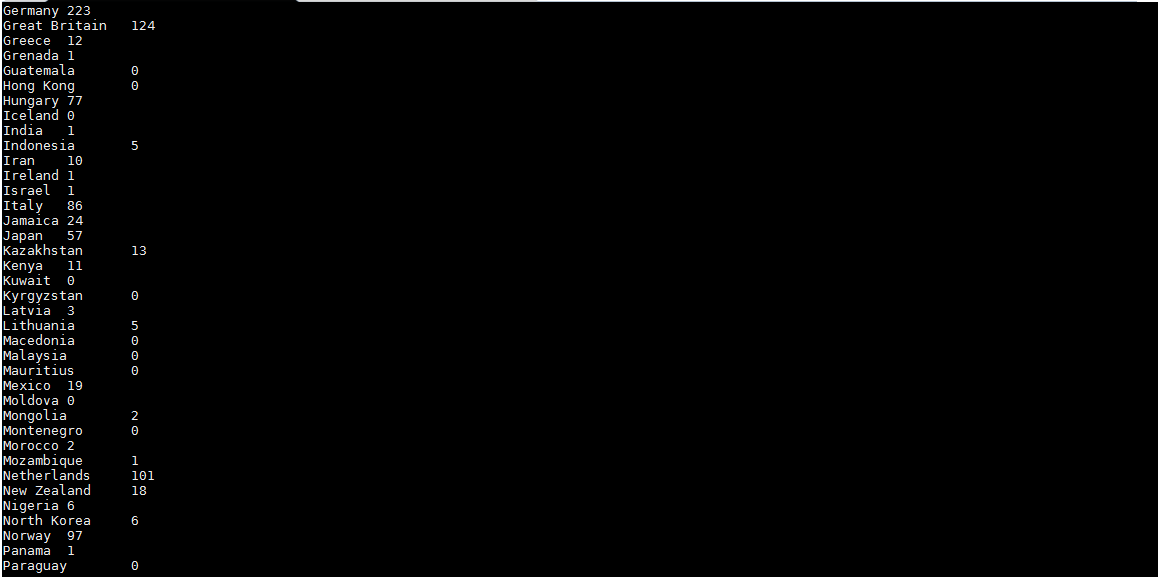 Germany 223
Great Britain 124
Greece 12
Grenada 1
Guatemala 0
Hong Kong 0
Hungary 77
Iceland 0
India 1
Indonesia 5
Iran 10
Ireland 1
Israel 1
Italy 86
Jamaica 24
Japan 57
Kazakhstan 13
Kenya 11
Kuwait 0
Kyrgyzstan 0
Latvia 3
Lithuania 5
Macedonia 0
Malaysia 0
Mauritius 0
Mexico 19
Moldova 0
Mongolia 2
Montenegro 0
Morocco 2
Mozambique 1
Netherlands 101
New Zealand 18
Nigeria 6
North Korea 6
Norway 97
Panama 1
Paraguay 0